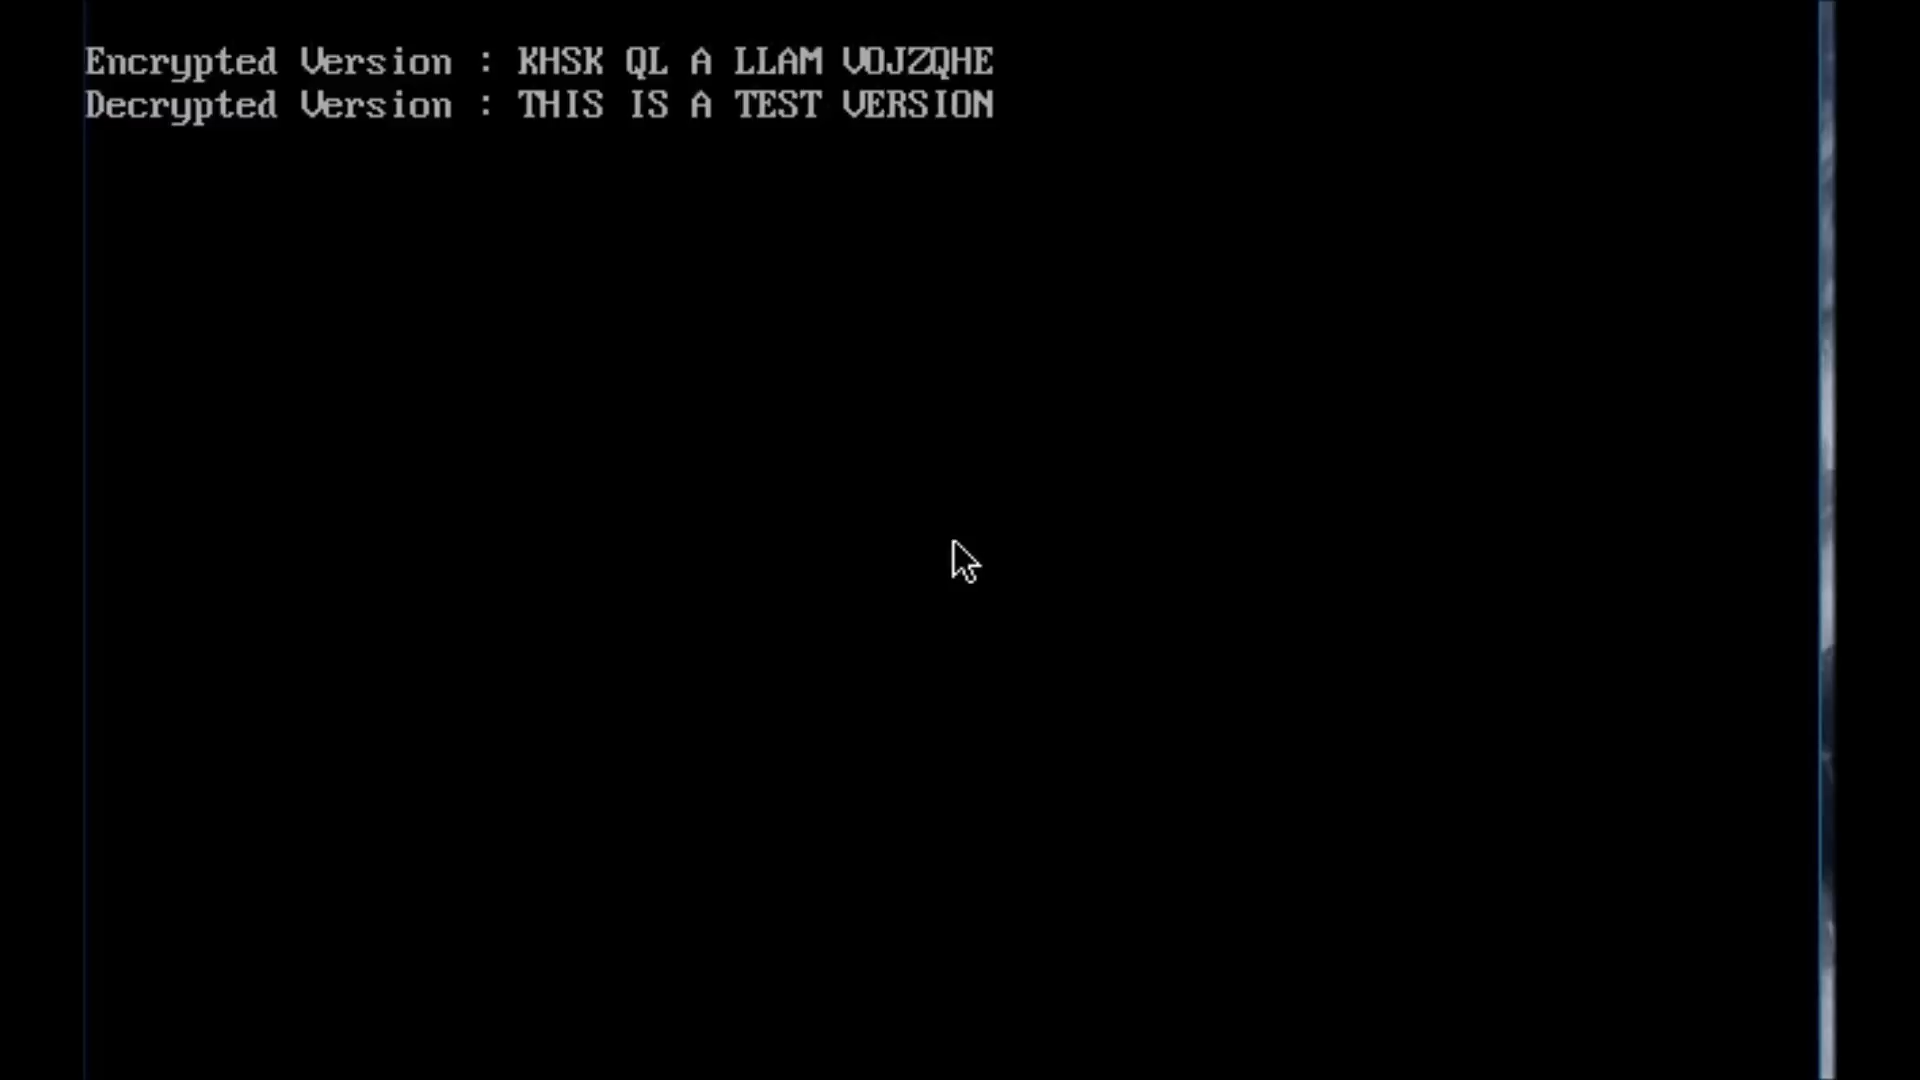 Encrypted Version : KHSK QL A LLAM VOJZQHE
Decrypted Version : THIS IS A TEST VERSION